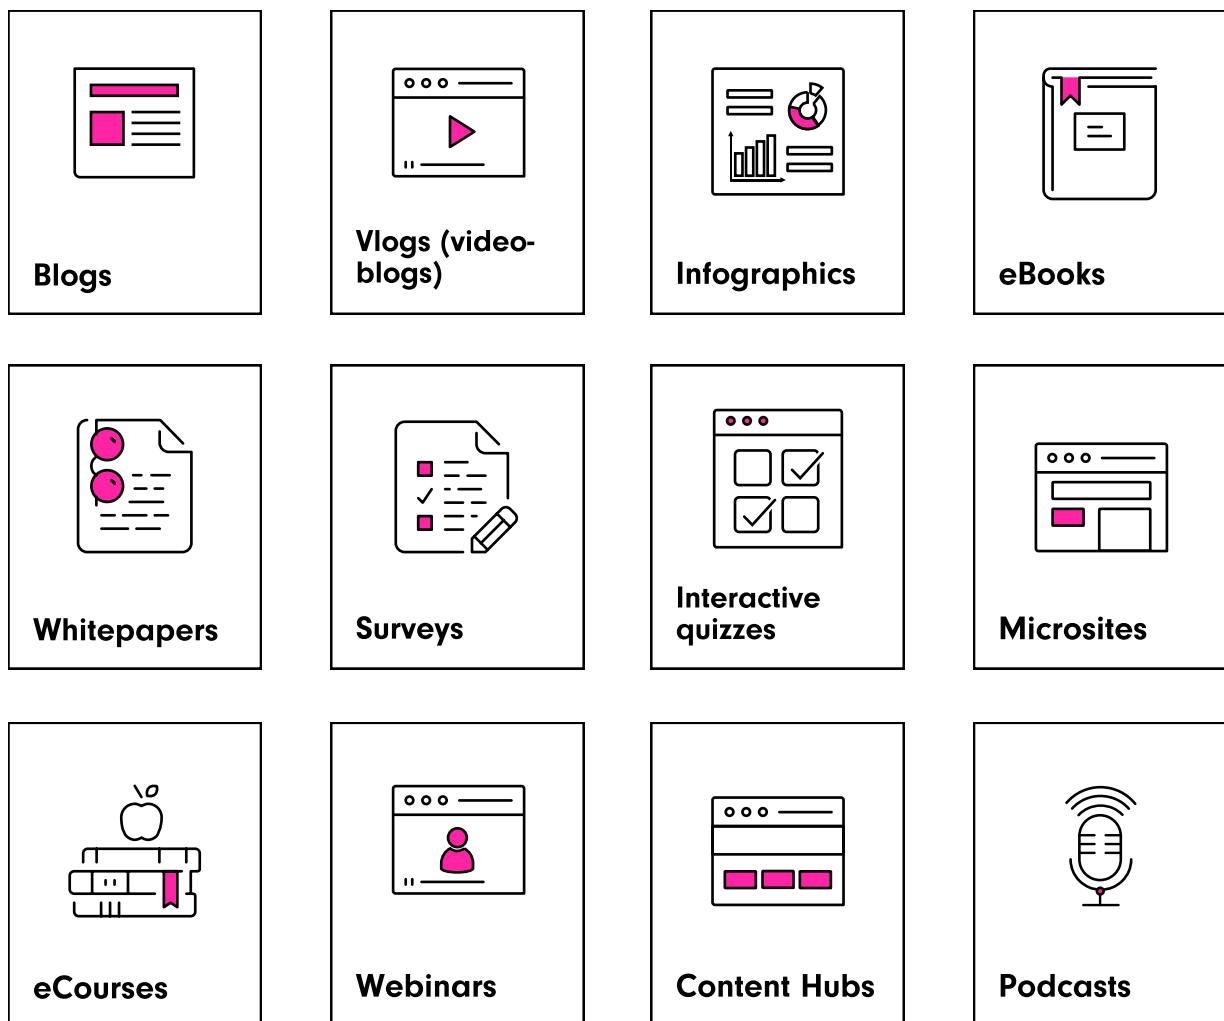 Blogs
Vlogs (video-
blogs)
Infographics
eBooks
Whitepapers
Surveys
Interactive
quizzes
Microsites
eCourses
Webinars
Content Hubs
Podcasts